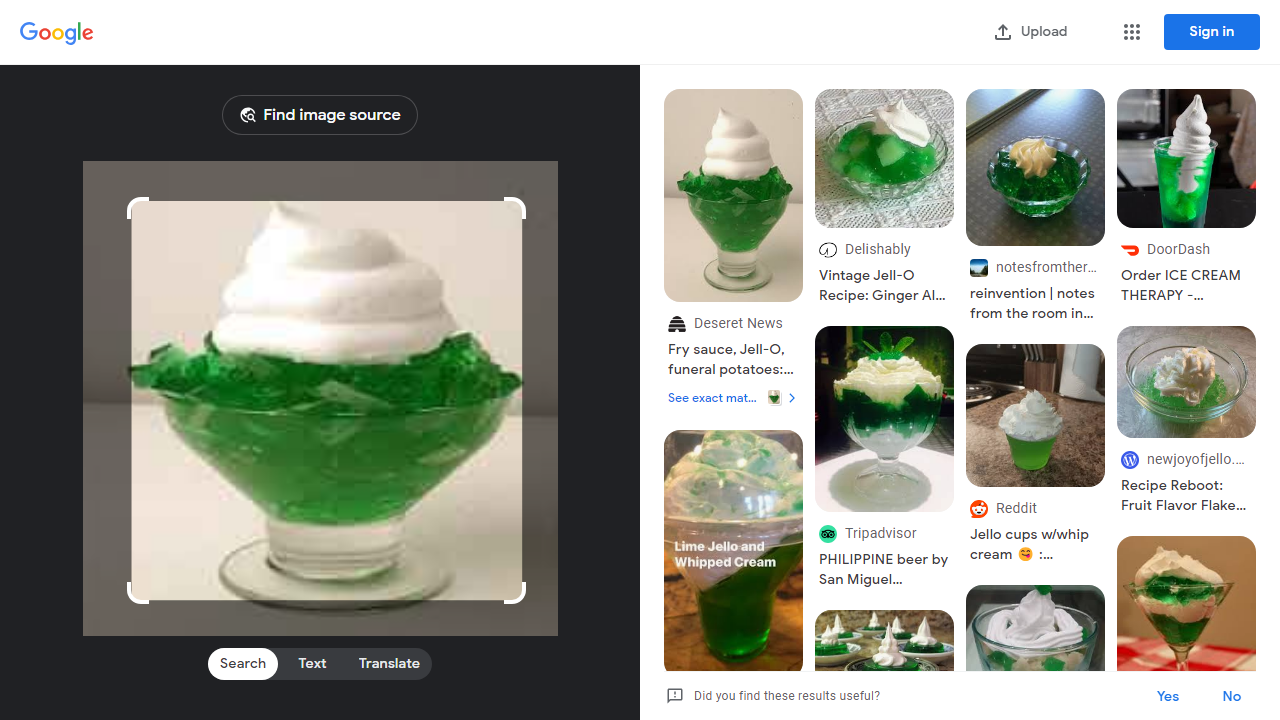 Google
Upload
Sign in
Find image source
Search
Text
Translate
Deseret News
Fry sauce, Jell-O,
funeral potatoes:...
See exact mat...
Lime Jello and
Whipped Cream
Delishably
Vintage Jell-O
Recipe: Ginger Al...
Tripadvisor
PHILIPPINE beer by
San Miguel...
notesfromther...
reinvention | notes
from the room in...
Reddit
Jello cups w/whip
cream 😋 :...
DoorDash
Order ICE CREAM
THERAPY -...
newjoyofjello....
Recipe Reboot:
Fruit Flavor Flake...
Did you find these results useful?
Yes
No